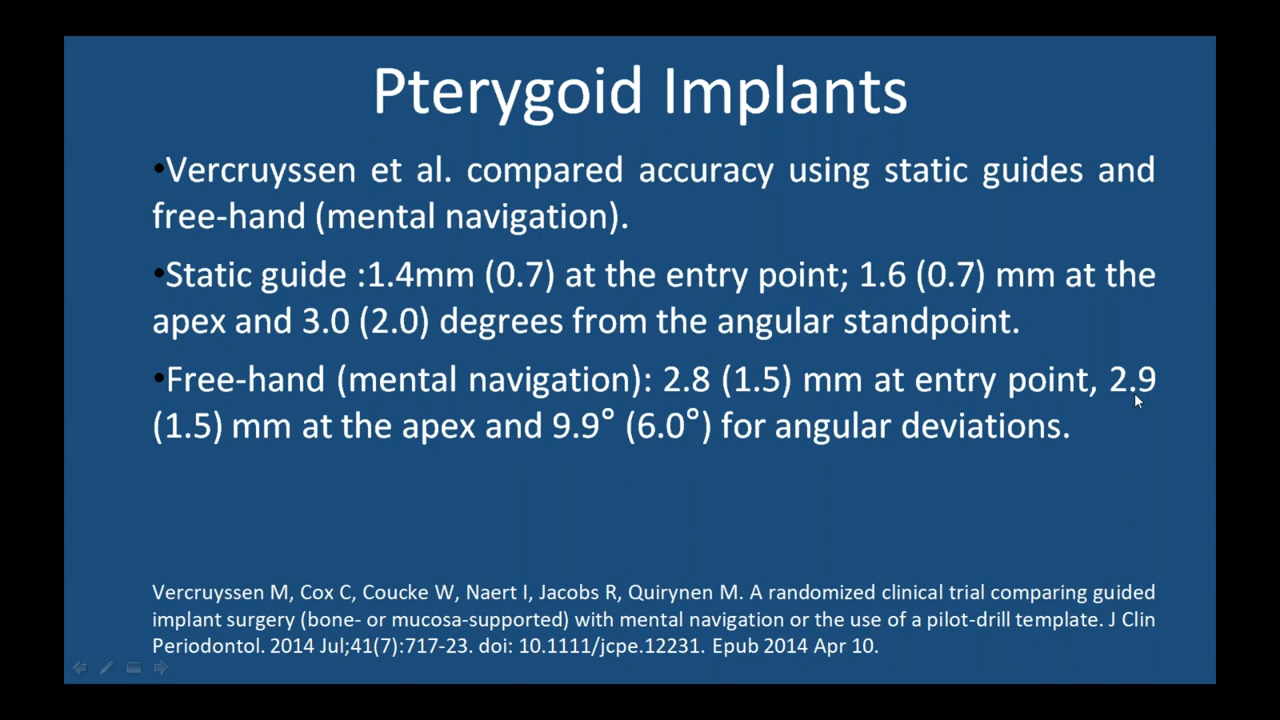 Pterygoid Implants
•Vercruyssen et al. compared accuracy using static guides and
free-hand (mental navigation).
•Static guide :1.4mm (0.7) at the entry point; 1.6 (0.7) mm at the
apex and 3.0 (2.0) degrees from the angular standpoint.
•Free-hand (mental navigation): 2.8 (1.5) mm at entry point, 2.9
(1.5) mm at the apex and 9.9° (6.0°) for angular deviations.
Vercruyssen M, Cox C, Coucke W, Naert I, Jacobs R, Quirynen M. A randomized clinical trial comparing guided
implant surgery (bone- or mucosa-supported) with mental navigation or the use of a pilot-drill template. J Clin
Periodontol. 2014 Jul;41(7):717-23. doi: 10.1111/jcpe.12231. Epub 2014 Apr 10.